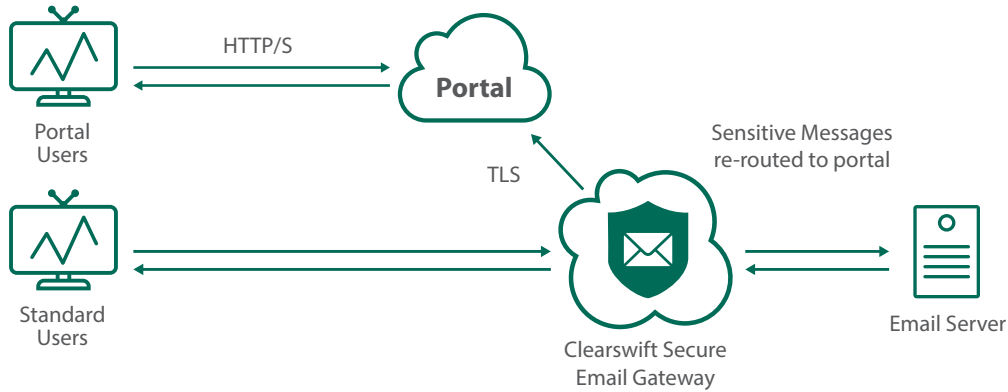 HTTP/S
Portal
Portal
Users
Sensitive Messages
re-routed to portal
TLS
Standard
Users
Email Server
Clearswift Secure
Email Gateway